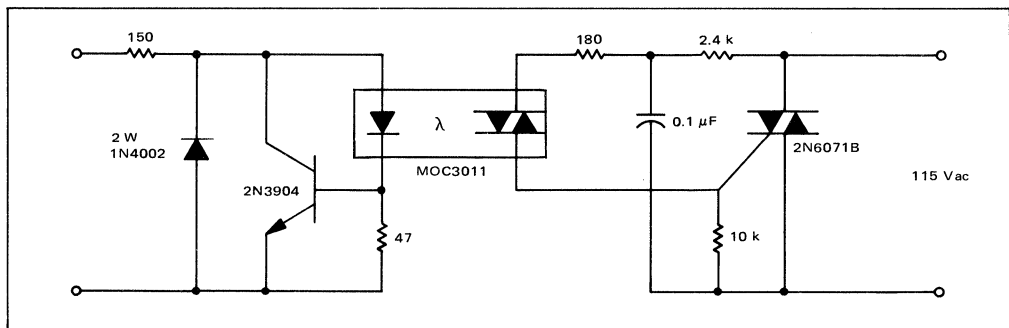 150
180
2.4 k
2 W
1N4002
λ
0.1 μF
2N6071B
MOC3011
115 Vac
2N3904
47
10 k